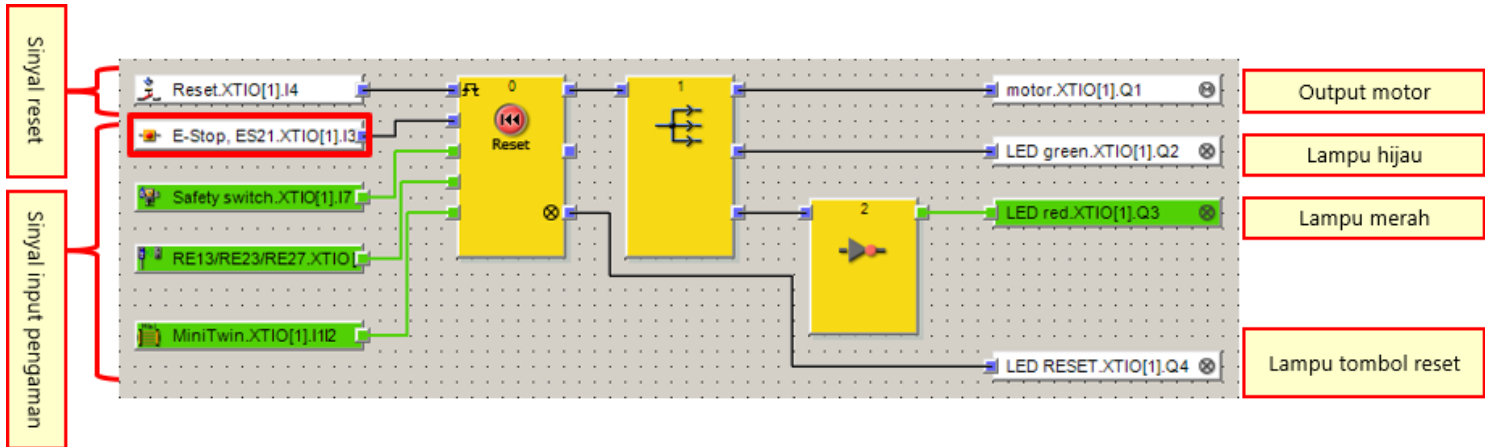 Sinyal reset
Sinyal input pengaman
Reset.XTIO[1].I4
E-Stop, ES21.XTIO[1].I3
Safety switch.XTIO[1].I7
RE13/RE23/RE27.XTIO[
MiniTwin.XTIO[1].I1I2
0
Reset
1
2
motor.XTIO[1].Q1
LED green.XTIO[1].Q2
LED red.XTIO[1].Q3
LED RESET.XTIO[1].Q4
Output motor
Lampu hijau
Lampu merah
Lampu tombol reset